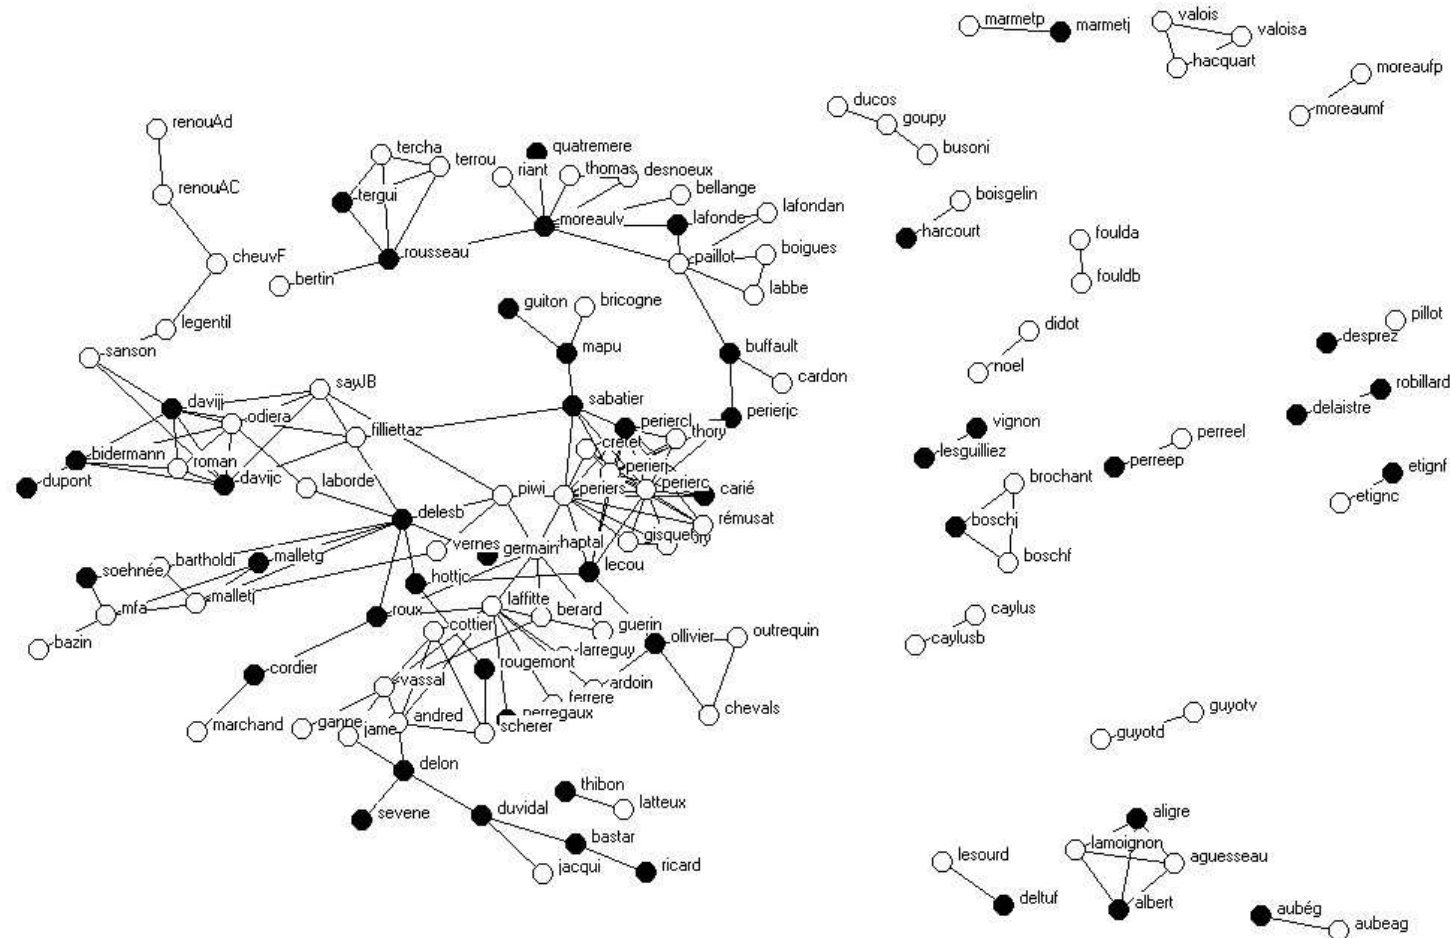 marmetp
marmetj
valois
valoisa
hacquart
moreaufp
moreaumf
ducos
goupy
busoni
renouAd
tercha
terrou
quatremere
riant
thomas
desnoeux
bellange
renouAC
tergui
boisgelin
moreaulv
lafonde
lafondan
harcourt
foulda
rousseau
paillot
boigues
cheuvF
bertin
labbe
fouldb
guiton
bricogne
legentil
didot
pillot
sanson
mapu
buffault
desprez
noel
cardon
robillard
sayJB
davijj
sabatier
perierjc
delaistre
odiera
filliettaz
periercl
thory
vignon
cretet
bidermann
roman
lesguilliez
perreel
dupont
davijc
laborde
piwi
periers
perierj
perierc
carié
perreep
etignf
brochant
etignc
delesb
rémusat
boschj
vernes
germain
haptal
gisquet
bartholdi
malletg
boschf
soehnée
hottjc
lecou
mfa
malletj
roux
laffitte
berard
guerin
caylus
bazin
cottier
larreguy
ollivier
outrequin
caylusb
cordier
rougemont
vassal
ardoin
ferrere
marchand
ganne
jame
andred
perregaux
scherer
chevals
guyotv
guyotd
delon
thibon
sevene
duvidal
latteux
aligre
bastar
lamoignon
lesourd
aguesseau
jacqui
ricard
deltuf
albert
aubég
aubeag